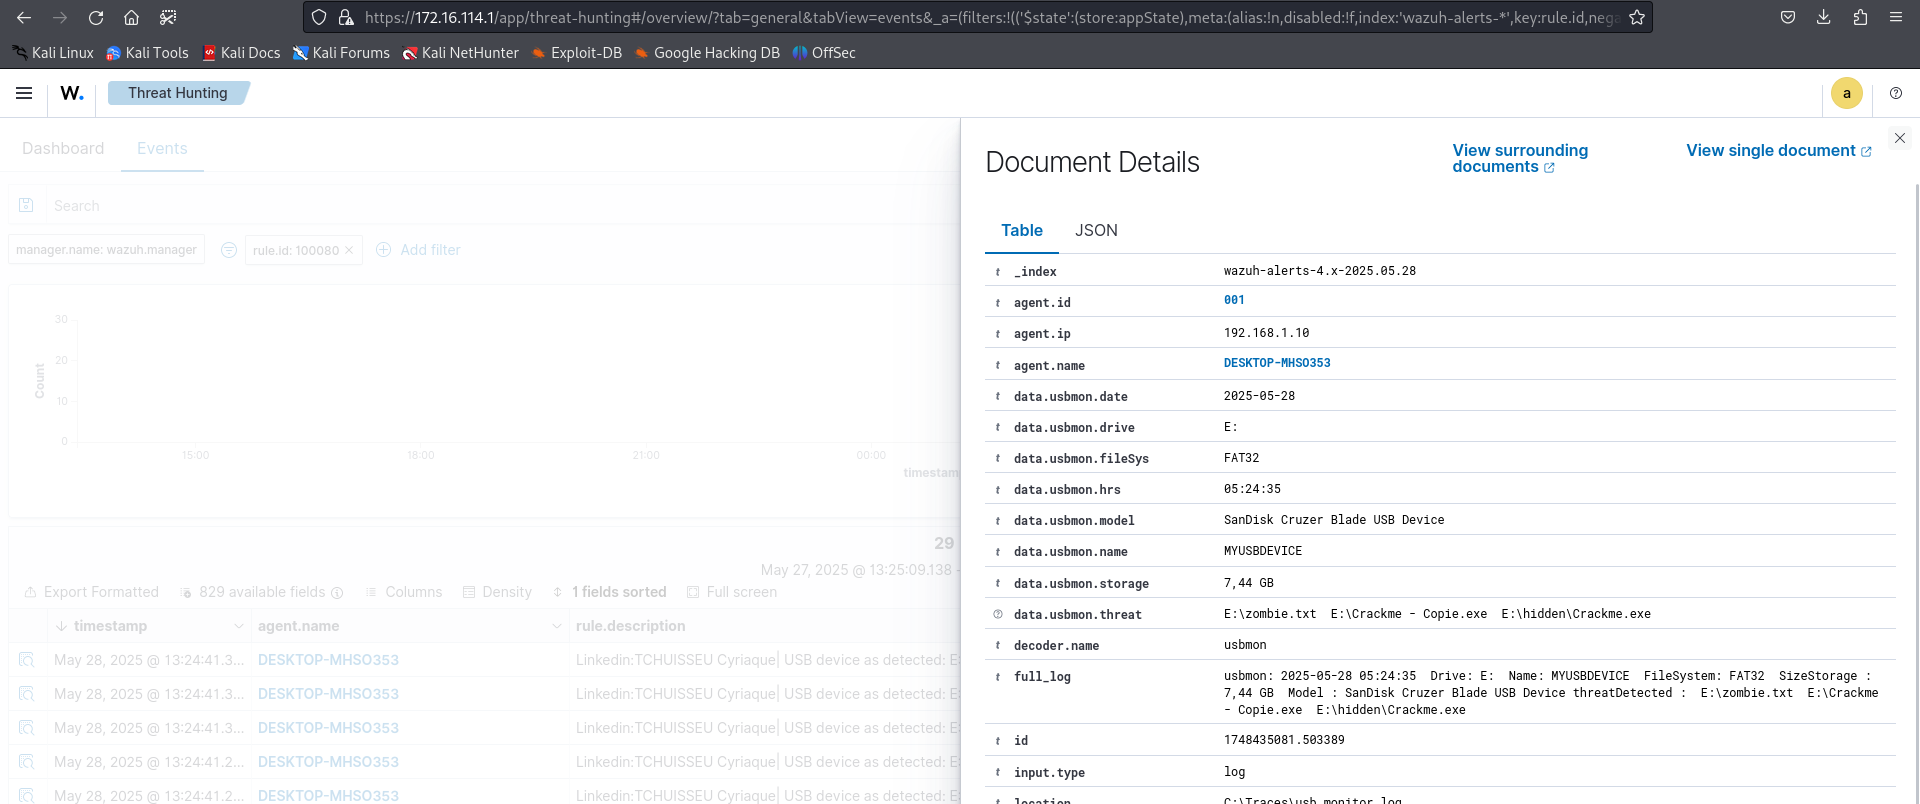 https://172.16.114.1/app/threat-hunting#/overview/?tab=general&tabView=events&_a=(filters:!(('$state':(store:appState),meta:(alias:!n,disabled:!f,index:'wazuh-alerts-*',key:rule.id,nega
Kali Linux Kali Tools Kali Docs Kali Forums Kali NetHunter Exploit-DB Google Hacking DB OffSec
W. Threat Hunting a
Dashboard Events
Search
manager.name: wazuh.manager rule.id: 100080 Add filter
30
20
10
0
Count
15:00 18:00 21:00 00:00
timestam
29
May 27, 2025 @ 13:25:09.138 -
Export Formatted 829 available fields Columns Density 1 fields sorted Full screen
timestamp agent.name rule.description
May 28, 2025 @ 13:24:41.3... DESKTOP-MHSO353 Linkedin:TCHUISSEU Cyriaque| USB device as detected: E
May 28, 2025 @ 13:24:41.3... DESKTOP-MHSO353 Linkedin:TCHUISSEU Cyriaque| USB device as detected: E
May 28, 2025 @ 13:24:41.3... DESKTOP-MHSO353 Linkedin:TCHUISSEU Cyriaque| USB device as detected: E
May 28, 2025 @ 13:24:41.2... DESKTOP-MHSO353 Linkedin:TCHUISSEU Cyriaque| USB device as detected: E
May 28, 2025 @ 13:24:41.2... DESKTOP-MHSO353 Linkedin:TCHUISSEU Cyriaque| USB device as detected: E
Document Details
View surrounding
documents
View single document
Table JSON
t _index wazuh-alerts-4.x-2025.05.28
t agent.id 001
t agent.ip 192.168.1.10
t agent.name DESKTOP-MHSO353
t data.usbmon.date 2025-05-28
t data.usbmon.drive E:
t data.usbmon.fileSys FAT32
t data.usbmon.hrs 05:24:35
t data.usbmon.model SanDisk Cruzer Blade USB Device
t data.usbmon.name MYUSBDEVICE
t data.usbmon.storage 7,44 GB
data.usbmon.threat E:\zombie.txt E:\Crackme - Copie.exe E:\hidden\Crackme.exe
t decoder.name usbmon
t full_log usbmon: 2025-05-28 05:24:35 Drive: E: Name: MYUSBDEVICE FileSystem: FAT32 SizeStorage :
7,44 GB Model : SanDisk Cruzer Blade USB Device threatDetected : E:\zombie.txt E:\Crackme
- Copie.exe E:\hidden\Crackme.exe
t id 1748435081.503389
t input.type log
location C:\Traces\usb_monitor.log